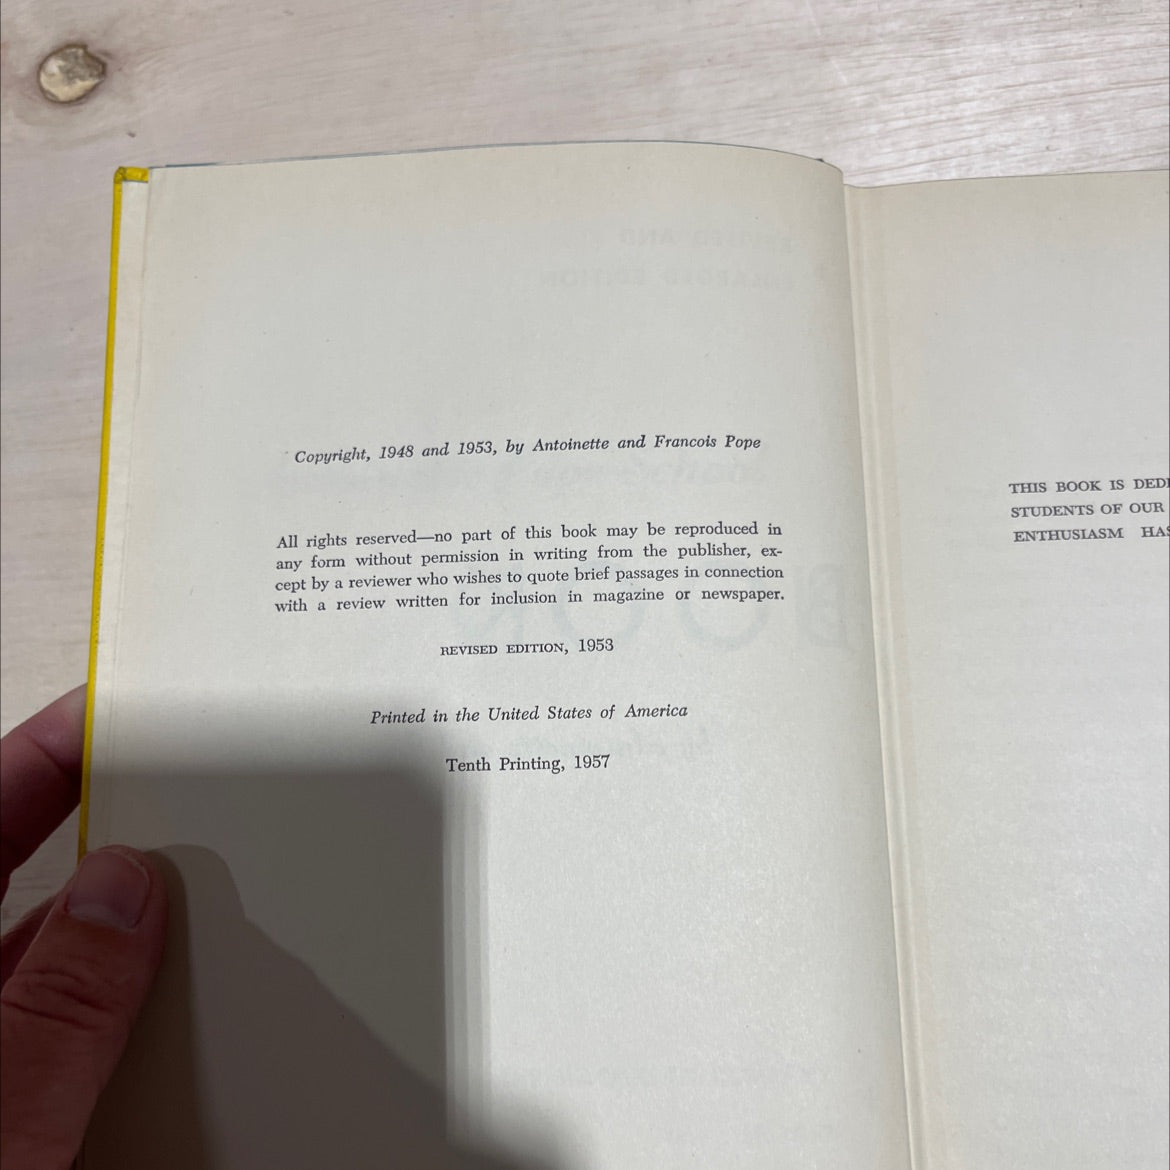 Copyright, 1948 and 1953, by Antoinette and Francois Pope
All rights reserved—no part of this book may be reproduced in
any form without permission in writing from the publisher, ex-
cept by a reviewer who wishes to quote brief passages in connection
with a review written for inclusion in magazine or newspaper.
REVISED EDITION, 1953
Printed in the United States of America
Tenth Printing, 1957
THIS BOOK IS
STUDENTS OF OUR
ENTHUSIASM